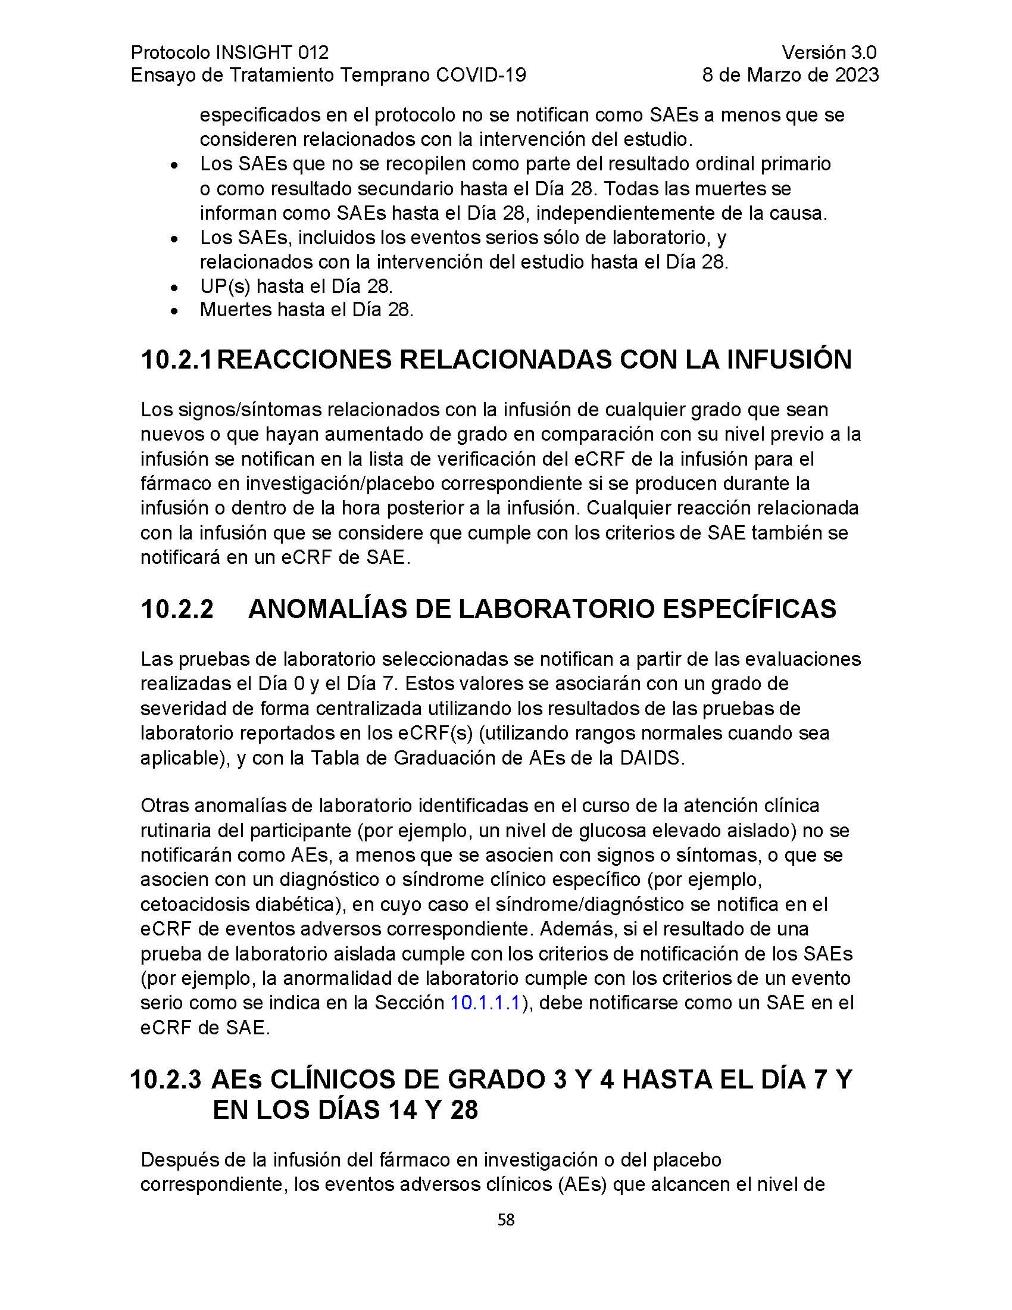 Protocolo INSIGHT 012 Versión 3.0
Ensayo de Tratamiento Temprano COVID-19 8 de Marzo de 2023
especificados en el protocolo no se notifican como SAEs a menos que se
consideren relacionados con la intervención del estudio.
• Los SAEs que no se recopilen como parte del resultado ordinal primario
o como resultado secundario hasta el Día 28. Todas las muertes se
informan como SAEs hasta el Día 28, independientemente de la causa.
• Los SAEs, incluidos los eventos serios sólo de laboratorio, y
relacionados con la intervención del estudio hasta el Día 28.
• UP(s) hasta el Día 28.
• Muertes hasta el Día 28.
10.2.1 REACCIONES RELACIONADAS CON LA INFUSIÓN
Los signos/síntomas relacionados con la infusión de cualquier grado que sean
nuevos o que hayan aumentado de grado en comparación con su nivel previo a la
infusión se notifican en la lista de verificación del eCRF de la infusión para el
fármaco en investigación/placebo correspondiente si se producen durante la
infusión o dentro de la hora posterior a la infusión. Cualquier reacción relacionada
con la infusión que se considere que cumple con los criterios de SAE también se
notificará en un eCRF de SAE.
10.2.2 ANOMALÍAS DE LABORATORIO ESPECÍFICAS
Las pruebas de laboratorio seleccionadas se notifican a partir de las evaluaciones
realizadas el Día 0 y el Día 7. Estos valores se asociarán con un grado de
severidad de forma centralizada utilizando los resultados de las pruebas de
laboratorio reportados en los eCRF(s) (utilizando rangos normales cuando sea
aplicable), y con la Tabla de Graduación de AEs de la DAIDS.
Otras anomalías de laboratorio identificadas en el curso de la atención clínica
rutinaria del participante (por ejemplo, un nivel de glucosa elevado aislado) no se
notificarán como AEs, a menos que se asocien con signos o síntomas, o que se
asocien con un diagnóstico o síndrome clínico específico (por ejemplo,
cetoacidosis diabética), en cuyo caso el síndrome/diagnóstico se notifica en el
eCRF de eventos adversos correspondiente. Además, si el resultado de una
prueba de laboratorio aislada cumple con los criterios de notificación de los SAEs
(por ejemplo, la anormalidad de laboratorio cumple con los criterios de un evento
serio como se indica en la Sección 10.1.1.1), debe notificarse como un SAE en el
eCRF de SAE.
10.2.3 AEs CLÍNICOS DE GRADO 3 Y 4 HASTA EL DÍA 7 Y
EN LOS DÍAS 14 Y 28
Después de la infusión del fármaco en investigación o del placebo
correspondiente, los eventos adversos clínicos (AEs) que alcancen el nivel de
58